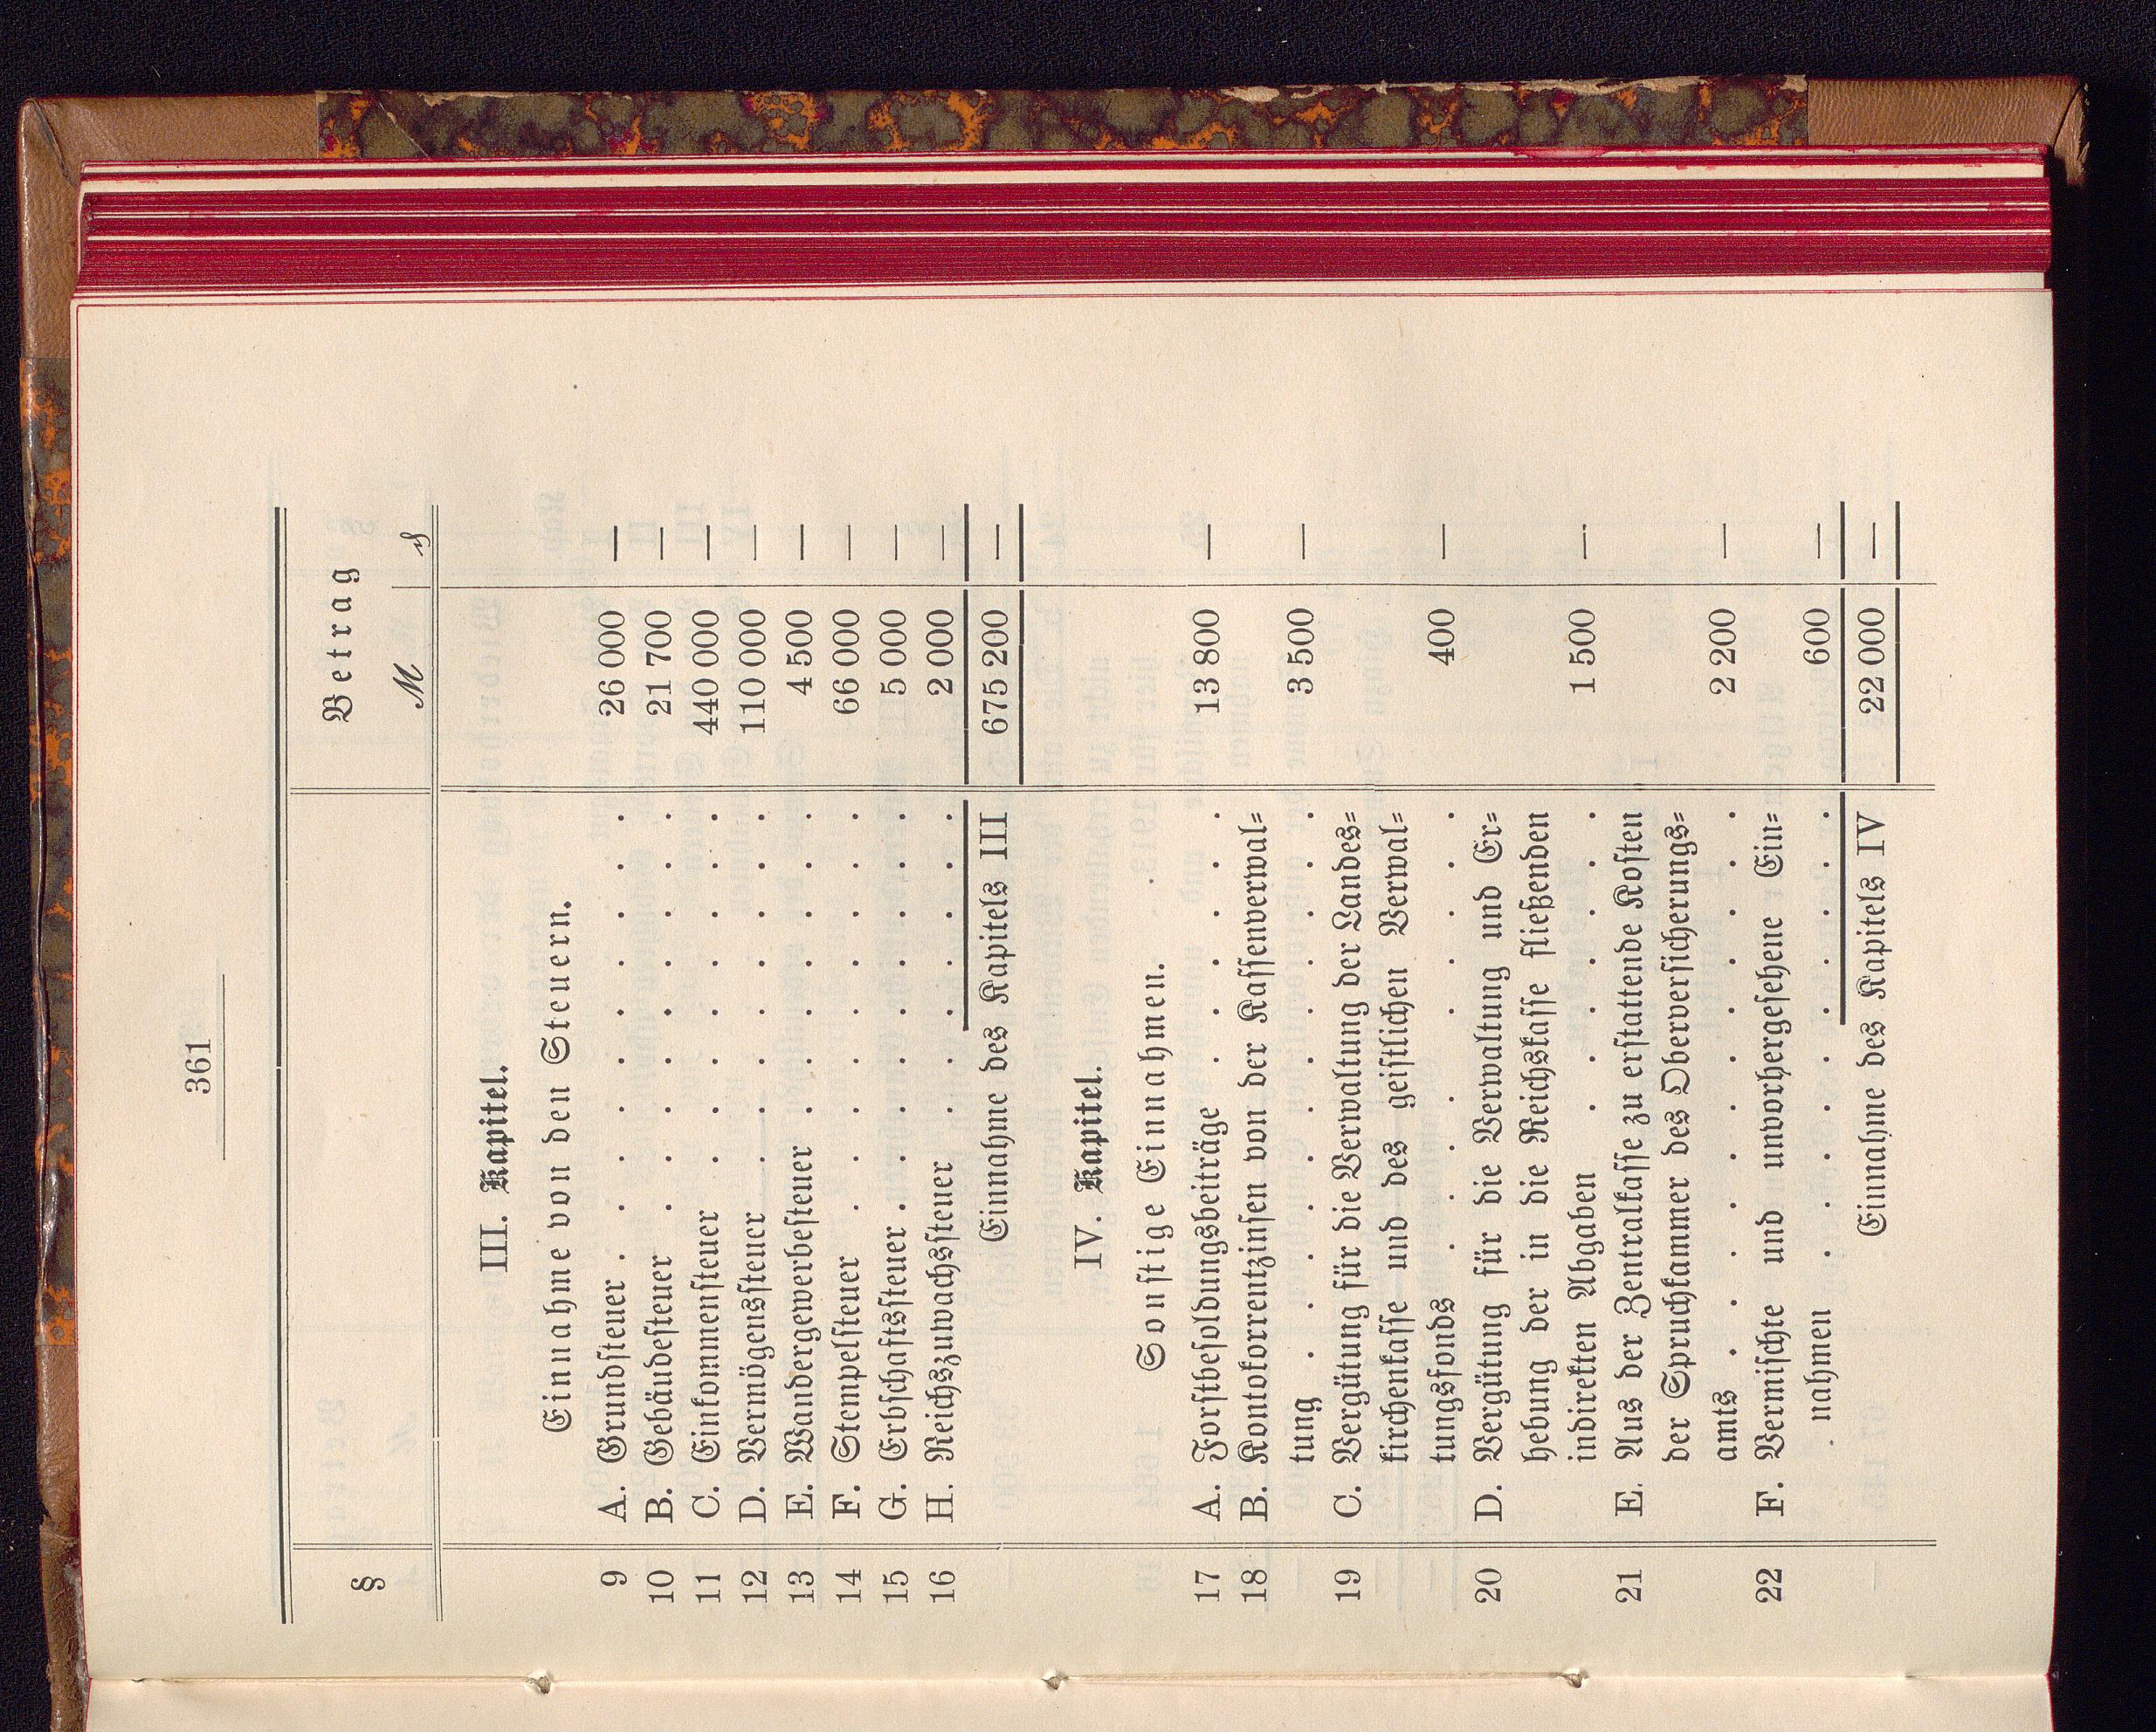 361
§ Betrag
ℳ ₰
III. Kapitel.
Einnahme von den Steuern.
9 A. Grundſteuer . . . . . . . . . . 26 000 —
10 B. Gebäudeſteuer . . . . . . . . . 21 700 —
11 C. Einkommenſteuer . . . . . . . . 440 000 —
12 D. Vermögensſteuer . . . . . . . . 110 000 —
13 E. Wandergewerbeſteuer . . . . . . . 4 500 —
14 F. Stempelſteuer . . . . . . . . . 66 000 —
15 G. Erbſchaftsſteuer . . . . . . . . . 5 000 —
16 H. Reichszuwachsſteuer . . . . . . . 2 000 —
Einnahme des Kapitels III 675 200 —
IV. Kapitel.
Sonſtige Einnahmen.
17 A. Forſtbeſoldungsbeiträge . . . . . . 13 800 —
18 B. Kontokorrentzinſen von der Kaſſenverwal-
tung . . . . . . . . . . . . 3 500 —
19 C. Vergütung für die Verwaltung der Landes-
kirchenkaſſe und des geiſtlichen Verwal-
tungsfonds . . . . . . . . . . 400 —
20 D. Vergütung für die Verwaltung und Er-
hebung der in die Reichskaſſe fließenden
indirekten Abgaben . . . . . . . 1 500 —
21 E. Aus der Zentralkaſſe zu erſtattende Koſten
der Spruchkammer des Oberverſicherungs-
amts . . . . . . . . . . . . 2 200 —
22 F. Vermiſchte und unvorhergeſehene Ein-
nahmen . . . . . . . . . . 600 —
Einnahme des Kapitels IV 22 000 —